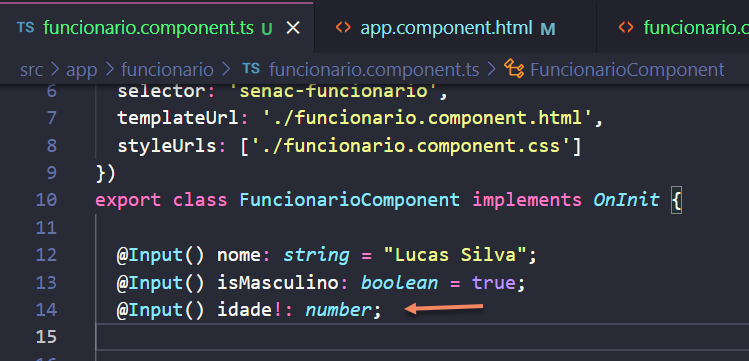 TS funcionario.component.ts U × <> app.component.html M <> funcionario.c
src > app > funcionario > TS funcionario.component.ts > FuncionarioComponent
6 selector: 'senac-funcionario',
7 templateUrl: './funcionario.component.html',
8 styleUrls: ['./funcionario.component.css']
9 })
10 export class FuncionarioComponent implements OnInit {
11
12 @Input() nome: string = "Lucas Silva";
13 @Input() isMasculino: boolean = true;
14 @Input() idade!: number;
15
16